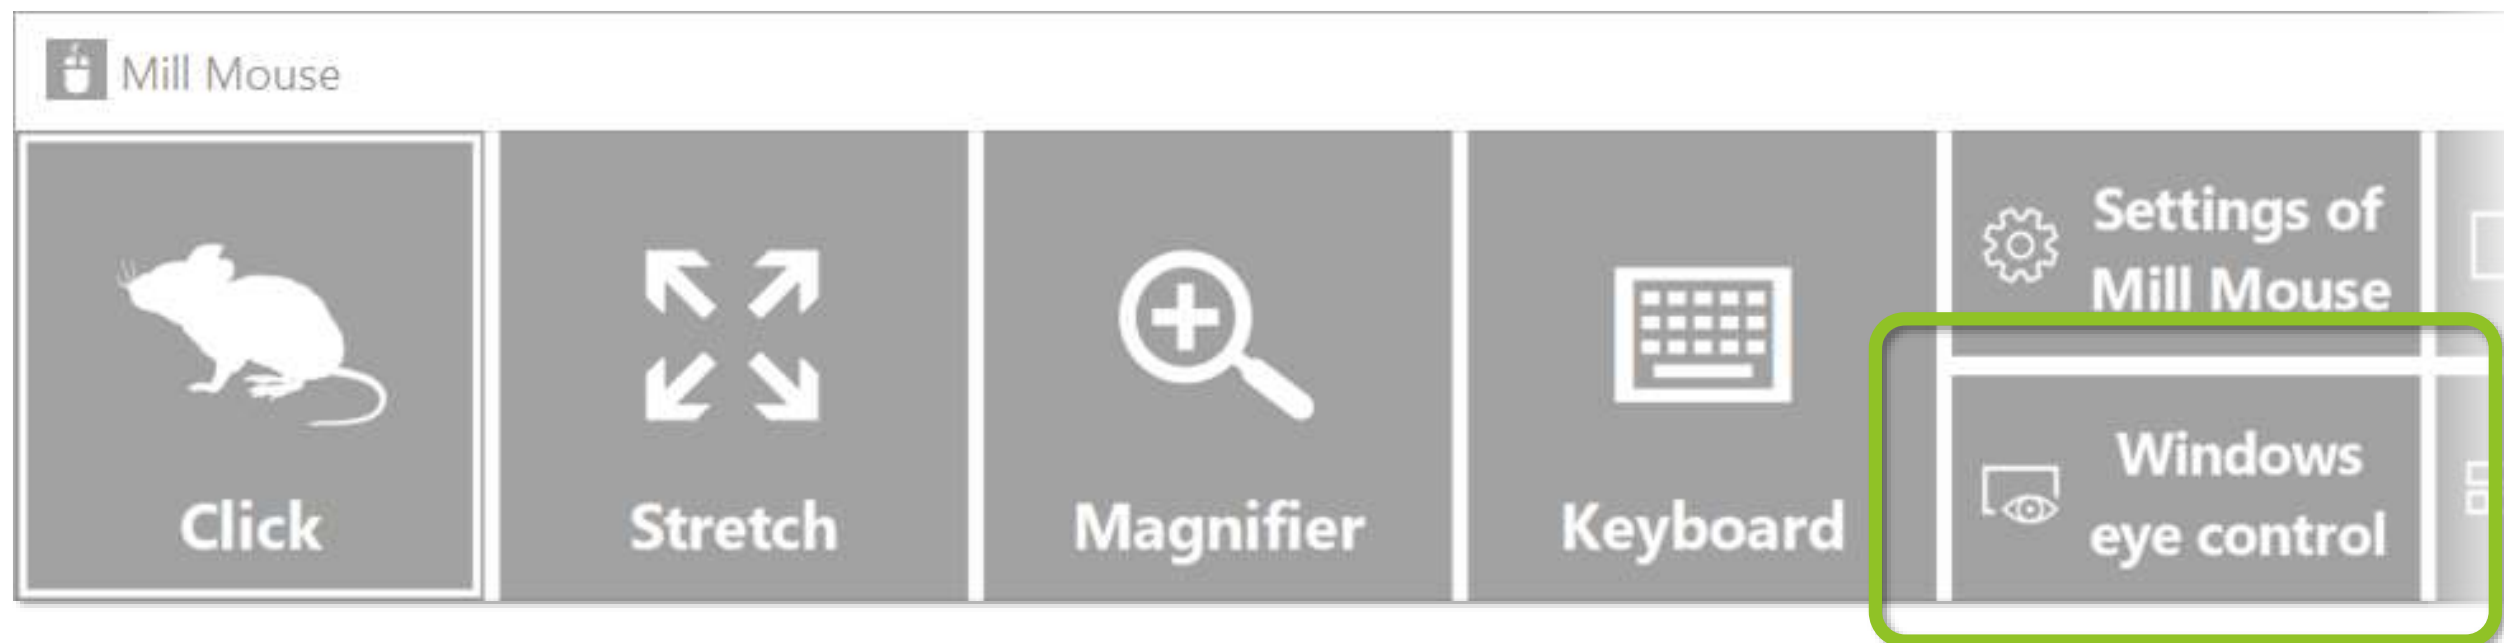 Mill Mouse
Click
Stretch
Magnifier
Keyboard
Settings of
Mill Mouse
Windows
eye control